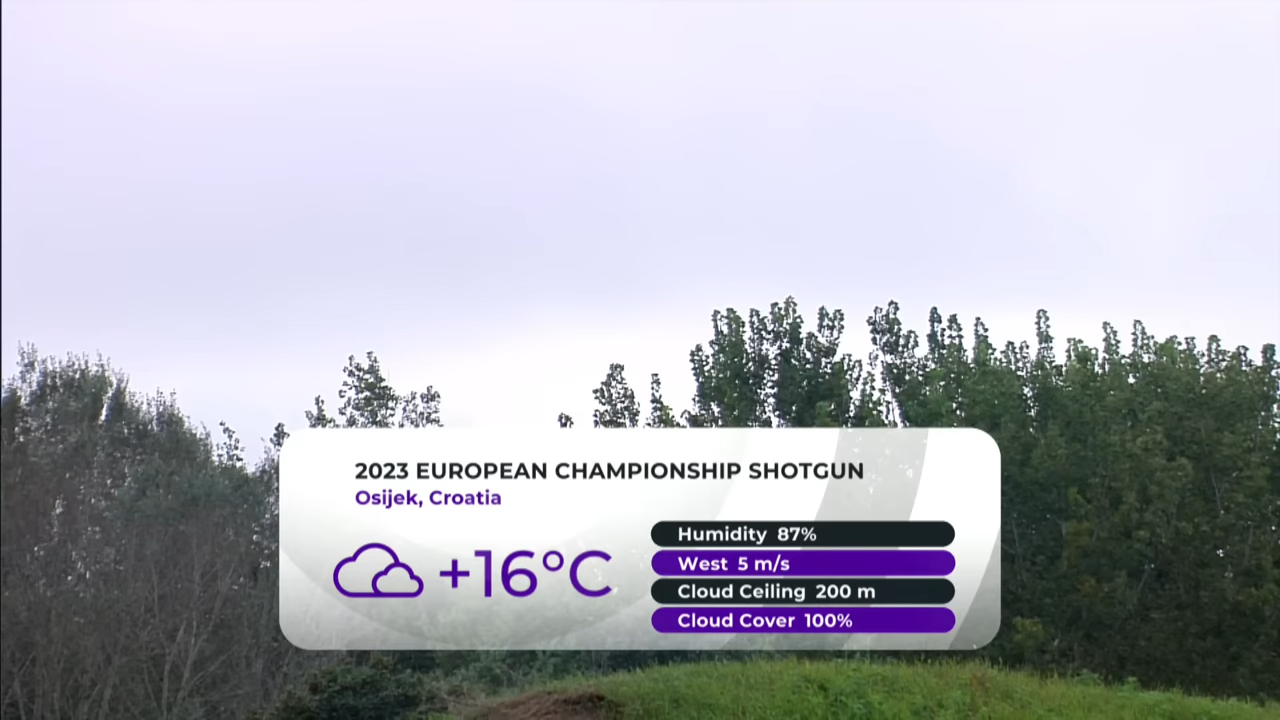 2023 EUROPEAN CHAMPIONSHIP SHOTGUN
Osijek, Croatia
+16°C
Humidity 87%
West 5 m/s
Cloud Ceiling 200 m
Cloud Cover 100%